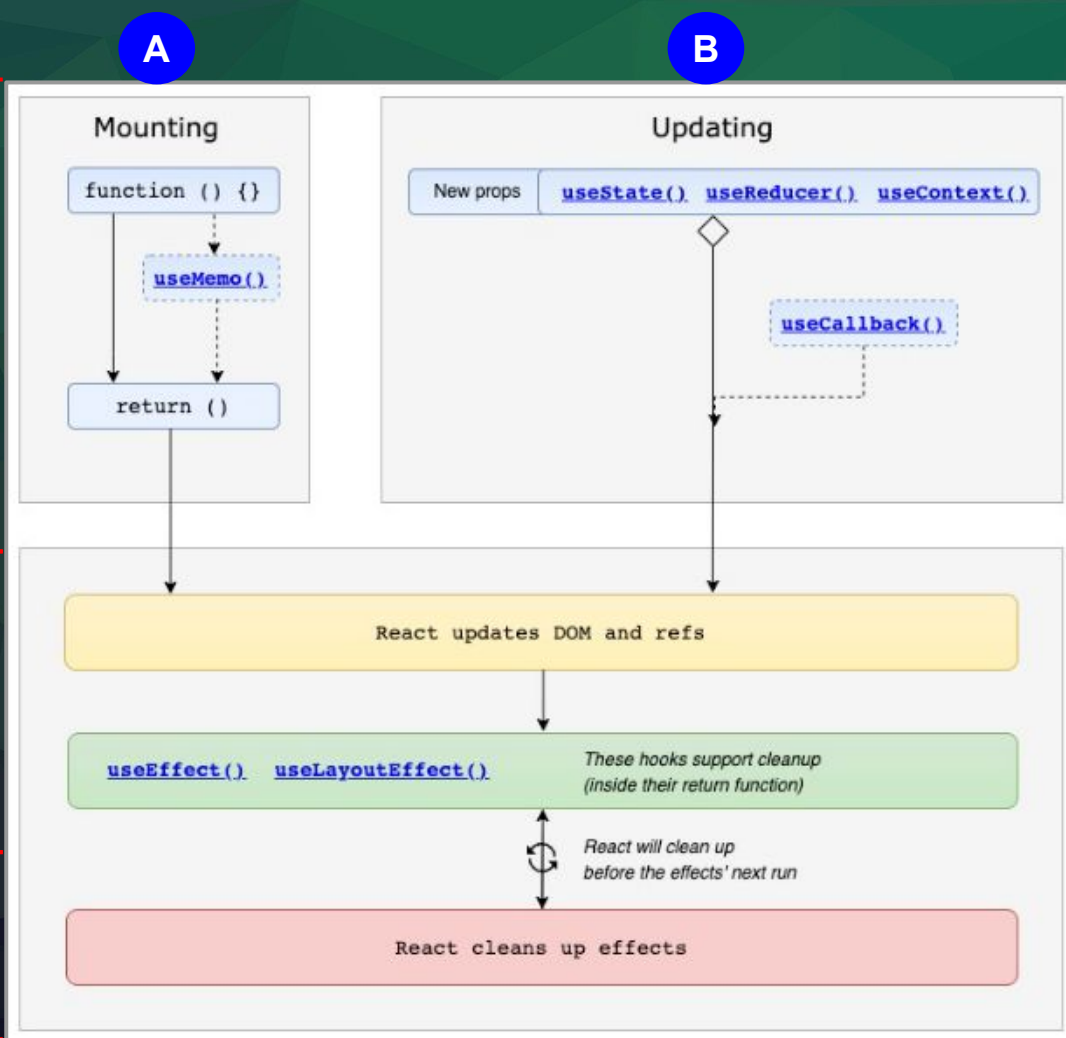 A
B
Mounting
function () {}
useMemo()
return ()
Updating
New props
useState() useReducer() useContext()
useCallback()
React updates DOM and refs
useEffect() useLayoutEffect()
These hooks support cleanup
(inside their return function)
React will clean up
before the effects' next run
React cleans up effects